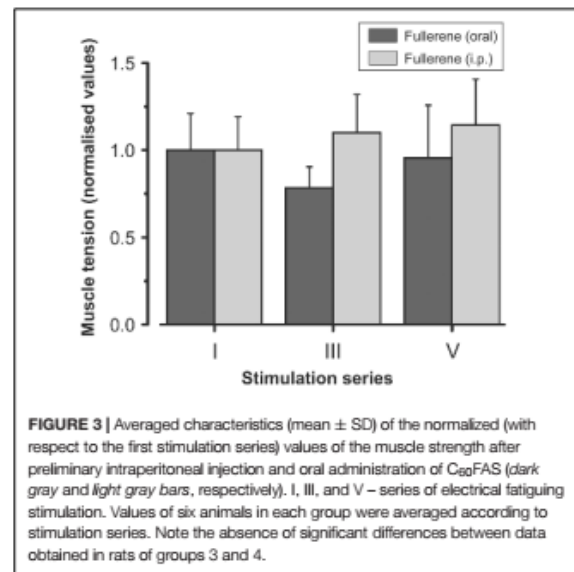 Fullerene (oral)
Fullerene (i.p.)
Muscle tension (normalised values)
1.5
1.0
0.5
0.0
I
III
V
Stimulation series
FIGURE 3 | Averaged characteristics (mean ± SD) of the normalized (with
respect to the first stimulation series) values of the muscle strength after
preliminary intraperitoneal injection and oral administration of C₆₀FAS (dark
gray and light gray bars, respectively). I, III, and V – series of electrical fatiguing
stimulation. Values of six animals in each group were averaged according to
stimulation series. Note the absence of significant differences between data
obtained in rats of groups 3 and 4.